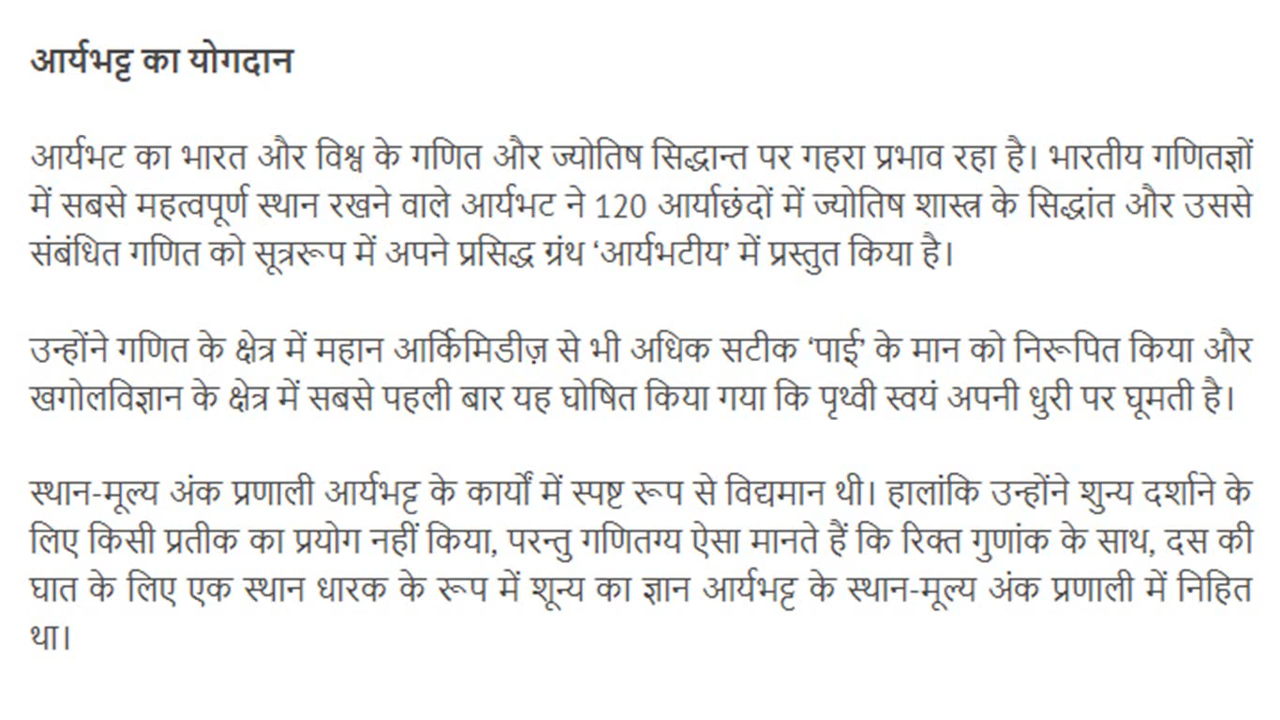 आर्यभट्ट का योगदान
आर्यभट का भारत और विश्व के गणित और ज्योतिष सिद्धान्त पर गहरा प्रभाव रहा है। भारतीय गणितज्ञों
में सबसे महत्वपूर्ण स्थान रखने वाले आर्यभट ने 120 आर्याछंदों में ज्योतिष शास्त्र के सिद्धांत और उससे
संबंधित गणित को सूत्ररूप में अपने प्रसिद्ध ग्रंथ ‘आर्यभटीय’ में प्रस्तुत किया है।
उन्होंने गणित के क्षेत्र में महान आर्किमिडीज़ से भी अधिक सटीक ‘पाई’ के मान को निरूपित किया और
खगोलविज्ञान के क्षेत्र में सबसे पहली बार यह घोषित किया गया कि पृथ्वी स्वयं अपनी धुरी पर घूमती है।
स्थान-मूल्य अंक प्रणाली आर्यभट्ट के कार्यों में स्पष्ट रूप से विद्यमान थी। हालांकि उन्होंने शुन्य दर्शाने के
लिए किसी प्रतीक का प्रयोग नहीं किया, परन्तु गणितग्य ऐसा मानते हैं कि रिक्त गुणांक के साथ, दस की
घात के लिए एक स्थान धारक के रूप में शून्य का ज्ञान आर्यभट्ट के स्थान-मूल्य अंक प्रणाली में निहित
था।